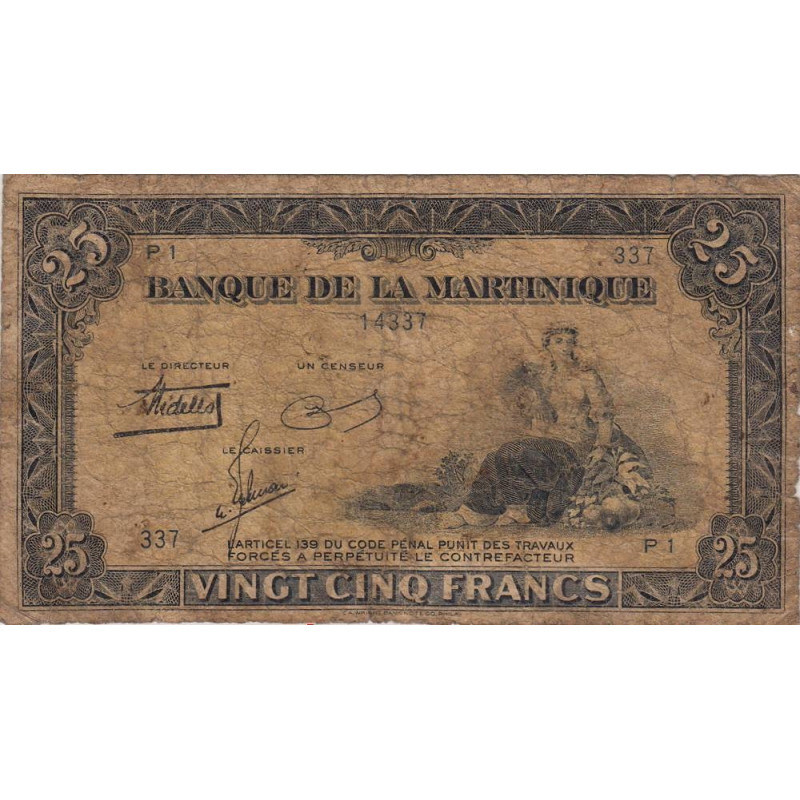 25
25
P 1
337
BANQUE DE LA MARTINIQUE
14337
LE DIRECTEUR
UN CENSEUR
LE CAISSIER
337
P 1
L'ARTICEL 139 DU CODE PÉNAL PUNIT DES TRAVAUX
FORCÉS A PERPÉTUITÉ LE CONTREFACTEUR
25
25
VINGT CINQ FRANCS